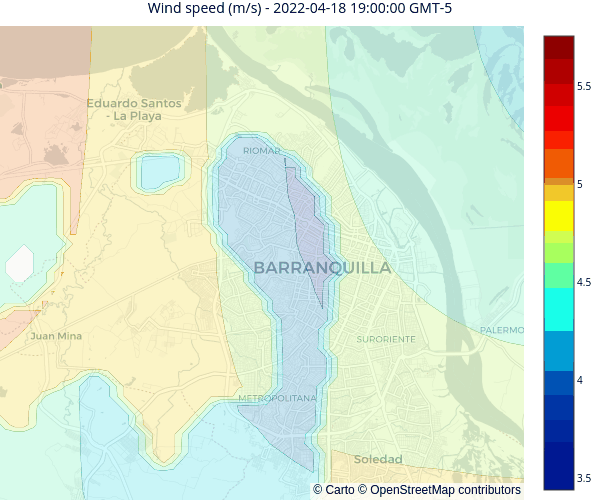 Wind speed (m/s) - 2022-04-18 19:00:00 GMT-5
Eduardo Santos
- La Playa
RIOMAR
BARRANQUILLA
PALERMO
Juan Mina
SURORIENTE
METROPOLITANA
Soledad
© Carto © OpenStreetMap contributors
5.5
5
4.5
4
3.5